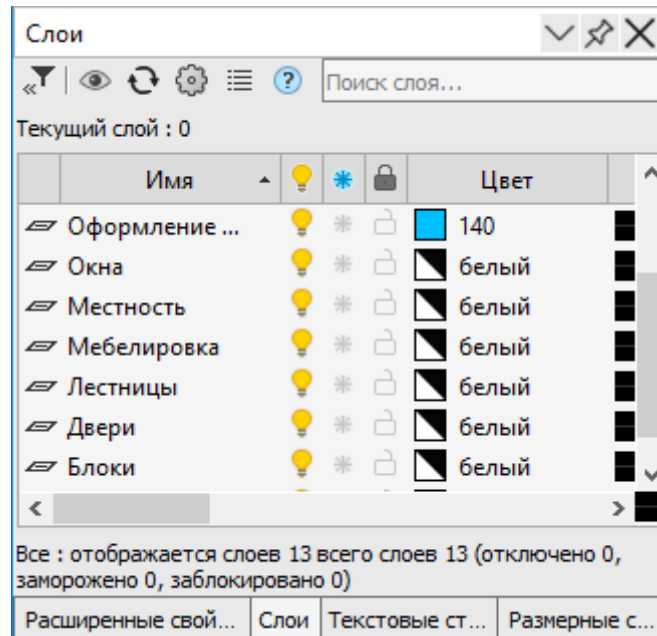 Слои
Поиск слоя...
Текущий слой : 0
Имя Цвет
Оформление ... 140
Окна белый
Местность белый
Мебелировка белый
Лестницы белый
Двери белый
Блоки белый
Все : отображается слоев 13 всего слоев 13 (отключено 0,
заморожено 0, заблокировано 0)
Расширенные свой... Слои Текстовые ст... Размерные с...